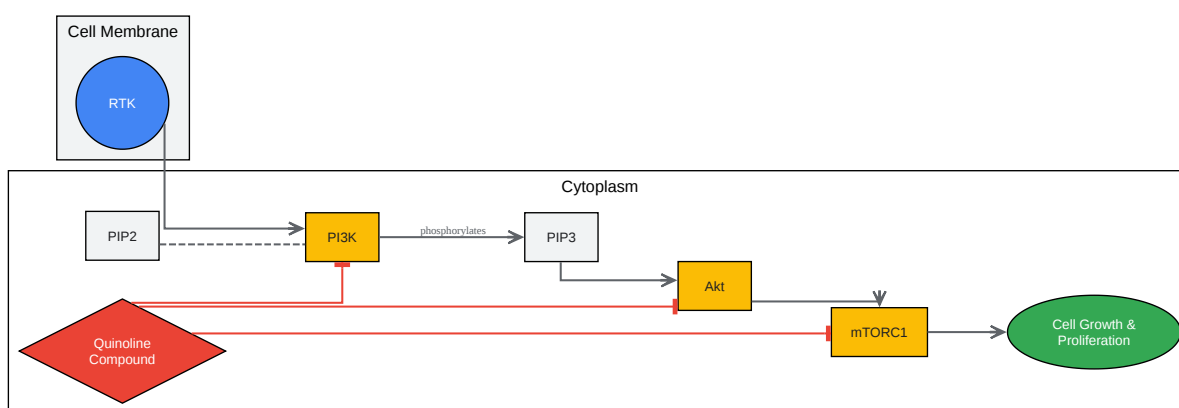 Cell Membrane
RTK
Cytoplasm
PIP2
PI3K
phosphorylates
PIP3
Akt
Quinoline
Compound
mTORC1
Cell Growth &
Proliferation